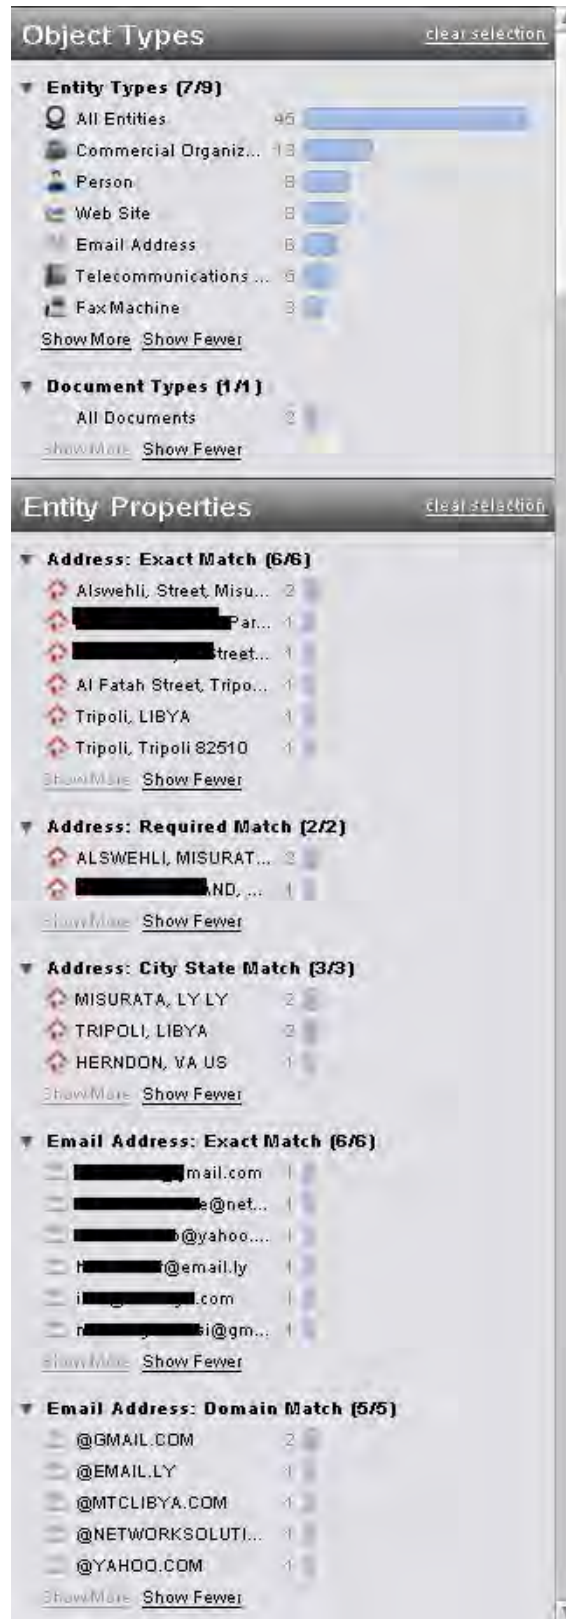 Object Types clear selection
Entity Types (7/9)
All Entities 45
Commercial Organiz... 13
Person 8
Web Site 8
Email Address 6
Telecommunications ... 5
Fax Machine 3
Show More Show Fewer
Document Types (1/1)
All Documents 2
Show More Show Fewer
Entity Properties clear selection
Address: Exact Match (6/6)
Alswehli, Street, Misu... 2
Par... 1
treet... 1
Al Fatah Street, Tripo... 1
Tripoli, LIBYA 1
Tripoli, Tripoli 82510 1
Show More Show Fewer
Address: Required Match (2/2)
ALSWEHLI, MISURAT... 2
ND, ... 1
Show More Show Fewer
Address: City State Match (3/3)
MISURATA, LY LY 2
TRIPOLI, LIBYA 2
HERNDON, VA US 1
Show More Show Fewer
Email Address: Exact Match (6/6)
mail.com 1
e@net... 1
@yahoo.... 1
@email.ly 1
.com 1
i@gm... 1
Show More Show Fewer
Email Address: Domain Match (5/5)
@GMAIL.COM 2
@EMAIL.LY 1
@MTCLIBYA.COM 1
@NETWORKSOLUTI... 1
@YAHOO.COM 1
Show More Show Fewer